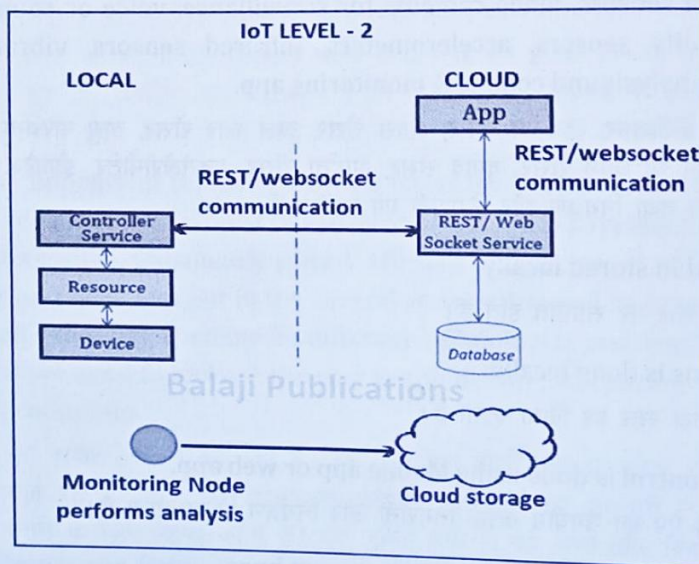 IoT LEVEL - 2
LOCAL
CLOUD
App
REST/websocket
communication
REST/websocket
communication
Controller
Service
REST/ Web
Socket Service
Resource
Device
Database
Balaji Publications
Monitoring Node
performs analysis
Cloud storage